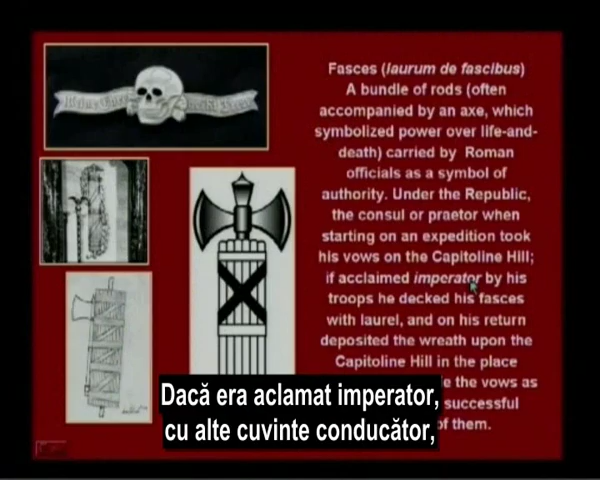 Fasces (laurum de fascibus)
A bundle of rods (often
accompanied by an axe, which
symbolized power over life-and-
death) carried by Roman
officials as a symbol of
authority. Under the Republic,
the consul or praetor when
starting on an expedition took
his vows on the Capitoline Hill;
if acclaimed imperator by his
troops he decked his fasces
with laurel, and on his return
deposited the wreath upon the
Capitoline Hill in the place
the vows as
successful
of them.
Dacă era aclamat imperator,
cu alte cuvinte conducător,